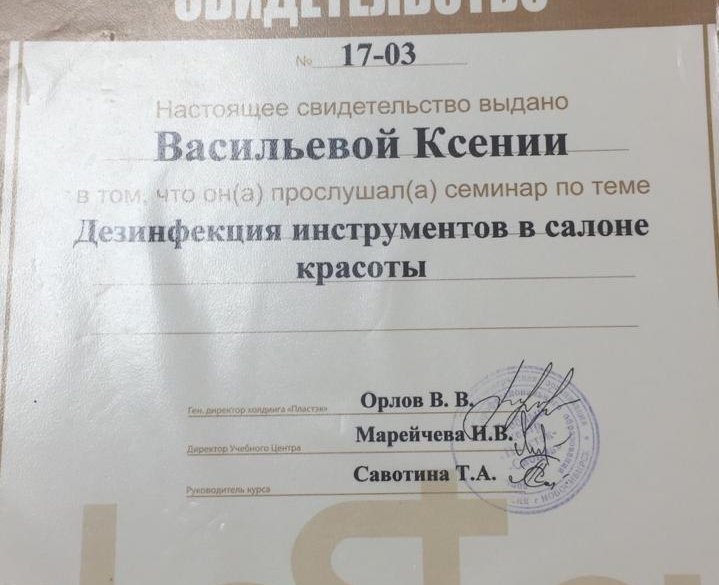 СВИДЕТЕЛЬСТВО
№ 17-03
Настоящее свидетельство выдано
Васильевой Ксении
в том, что он(а) прослушал(а) семинар по теме
Дезинфекция инструментов в салоне
красоты
Ген. директор холдинга «Пластэк» Орлов В. В.
Директор Учебного Центра Марейчева И.В.
Руководитель курса Савотина Т.А.